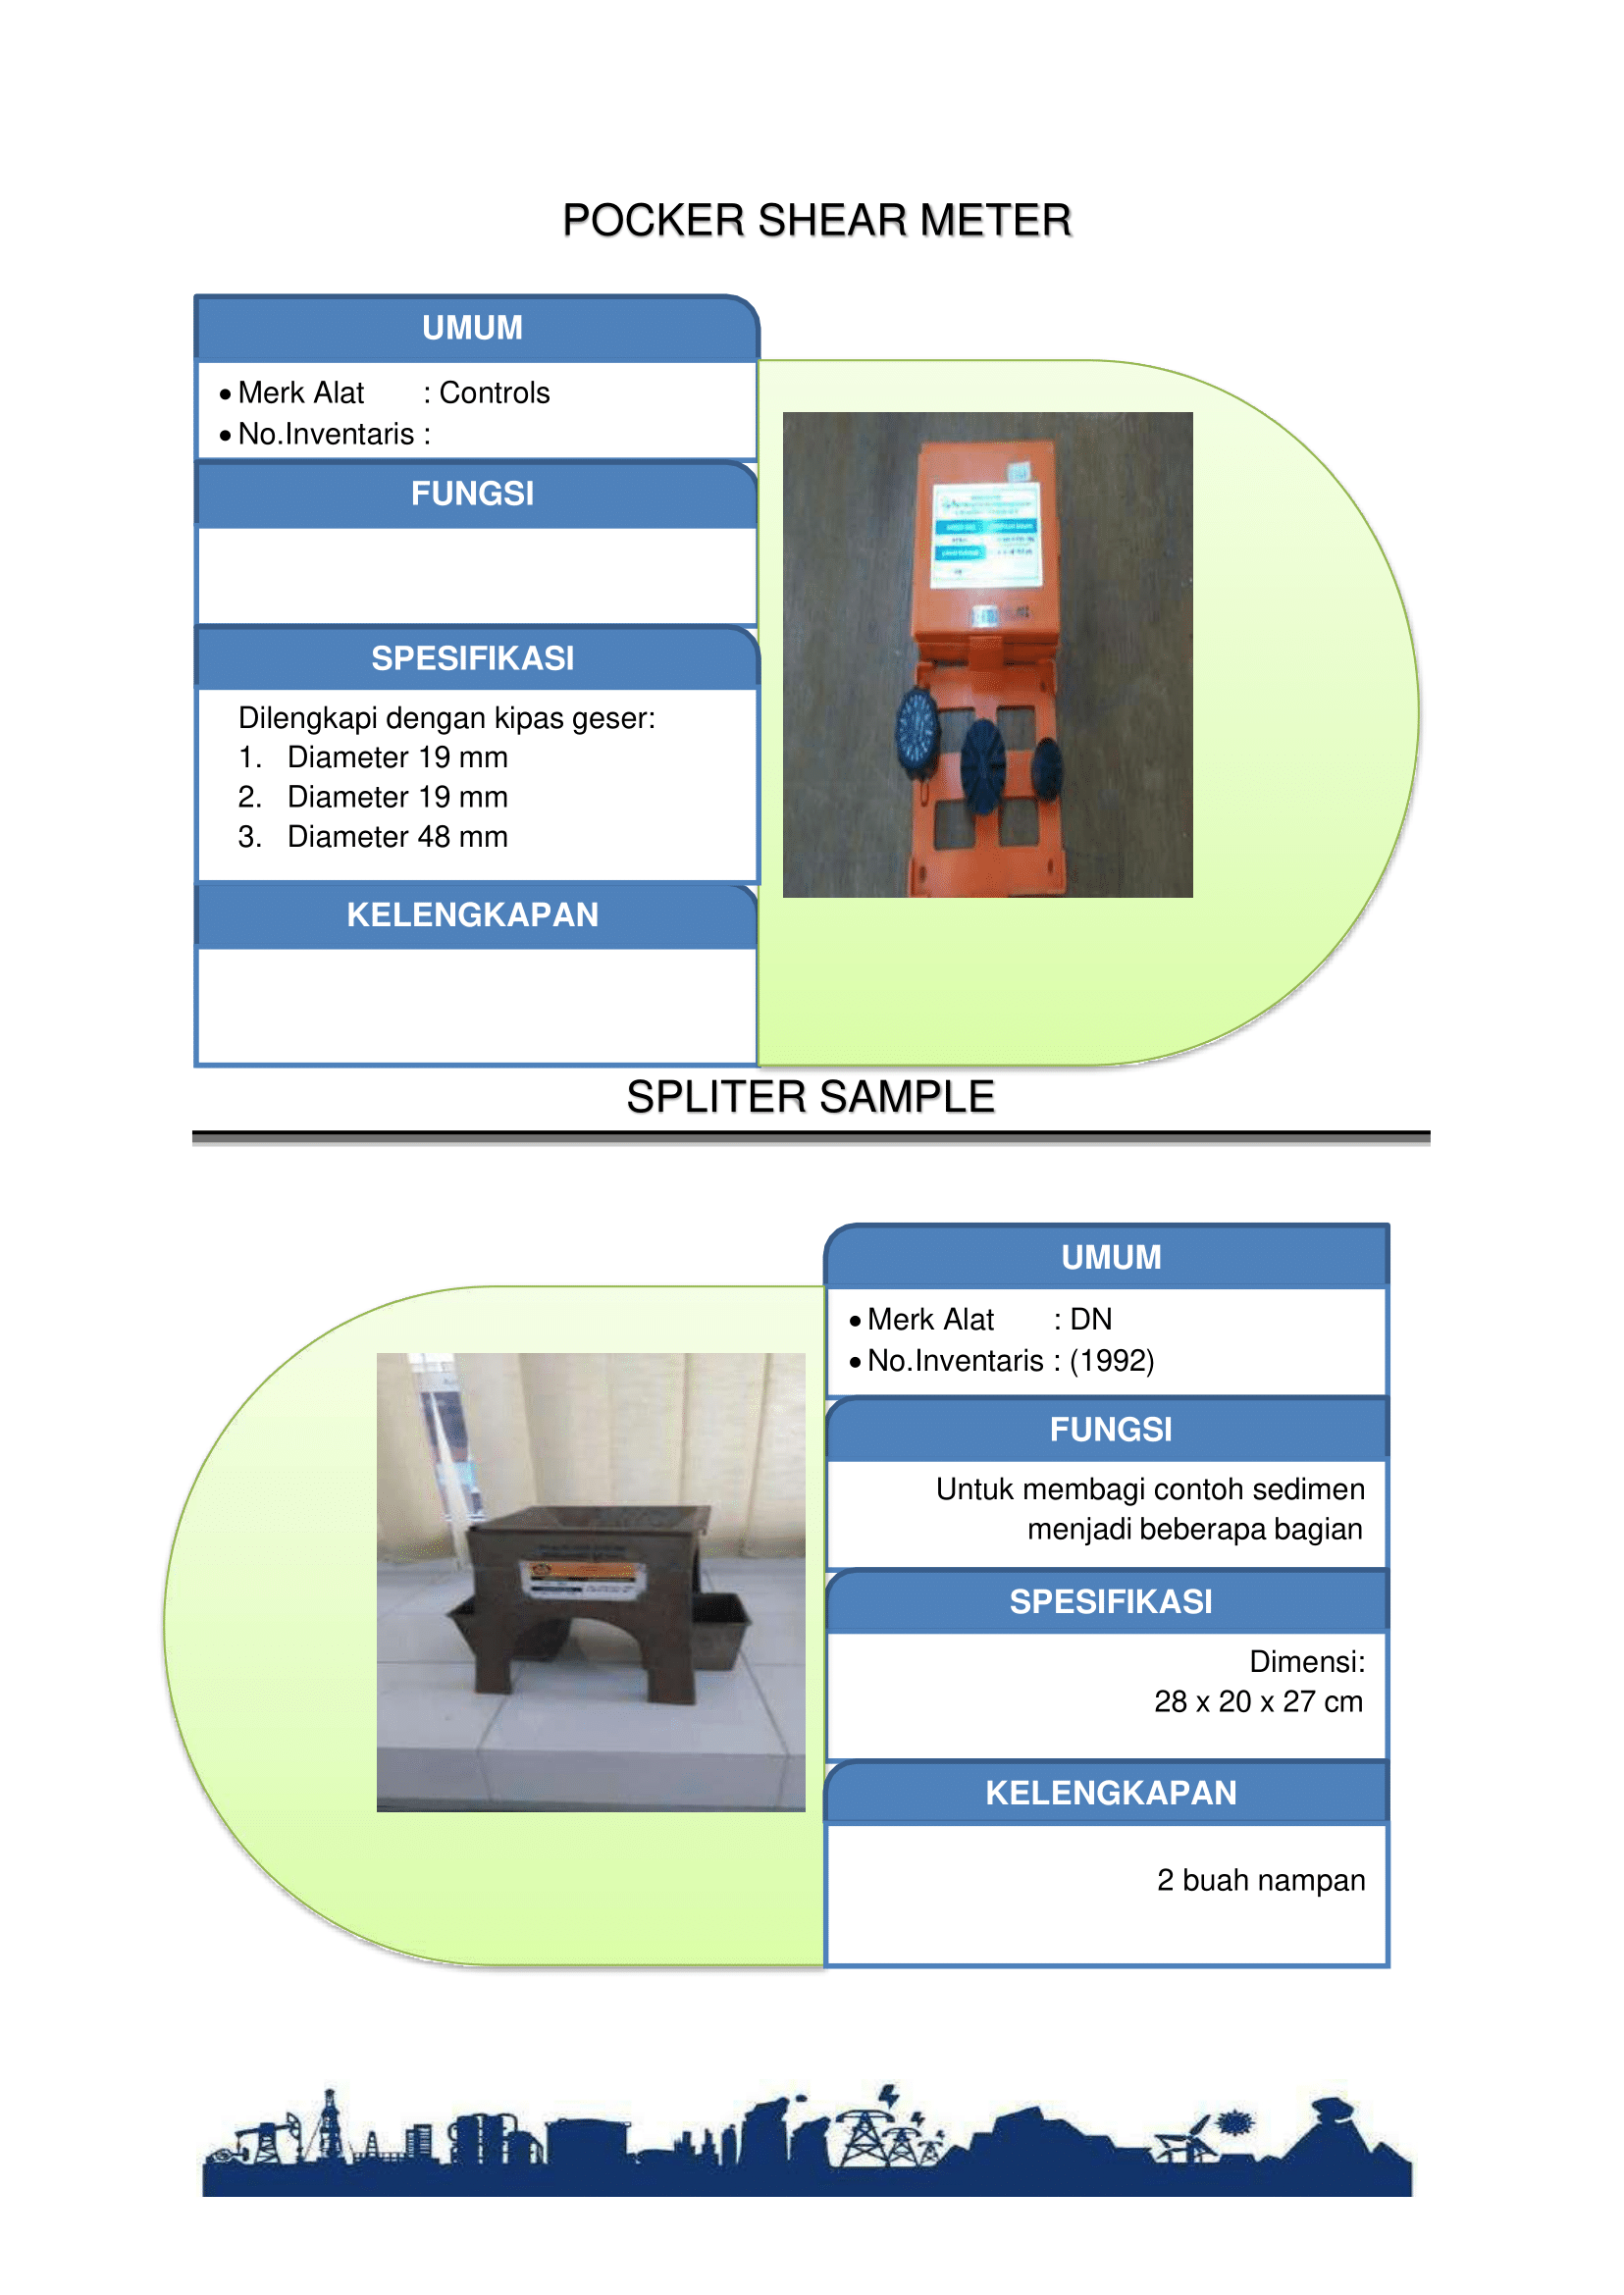 POCKER SHEAR METER
UMUM
• Merk Alat : Controls
• No.Inventaris :
FUNGSI
SPESIFIKASI
Dilengkapi dengan kipas geser:
1. Diameter 19 mm
2. Diameter 19 mm
3. Diameter 48 mm
KELENGKAPAN
SPLITER SAMPLE
UMUM
• Merk Alat : DN
• No.Inventaris : (1992)
FUNGSI
Untuk membagi contoh sedimen
menjadi beberapa bagian
SPESIFIKASI
Dimensi:
28 x 20 x 27 cm
KELENGKAPAN
2 buah nampan